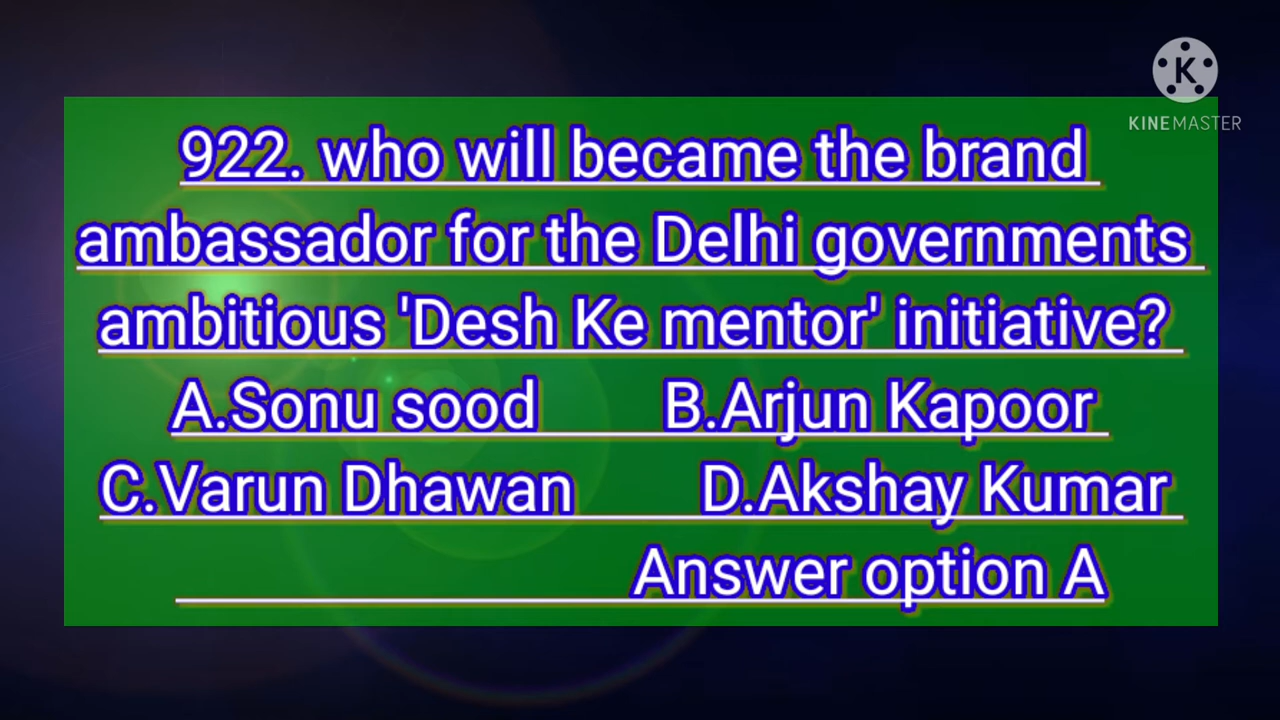 KINEMASTER
922. who will became the brand
ambassador for the Delhi governments
ambitious 'Desh Ke mentor' initiative?
A.Sonu sood B.Arjun Kapoor
C.Varun Dhawan D.Akshay Kumar
Answer option A